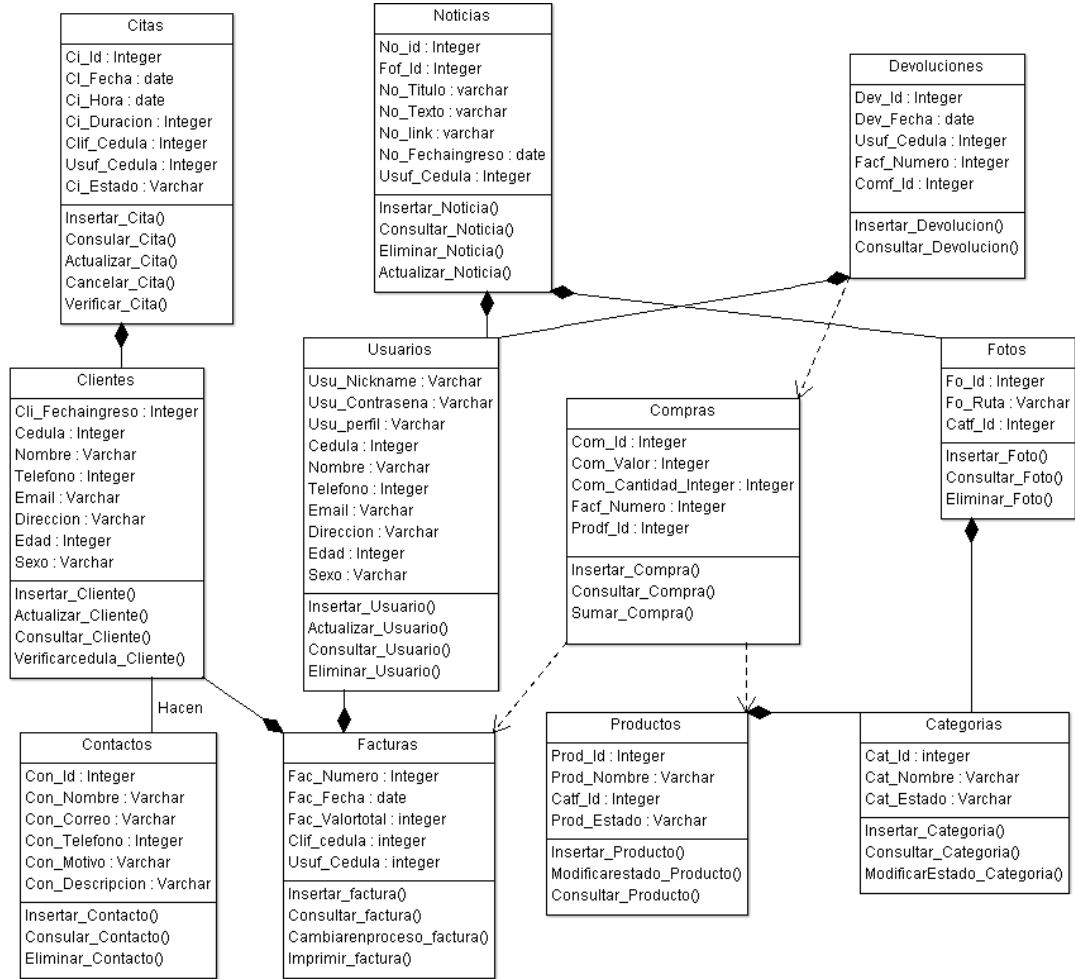 Citas
Ci_Id : Integer
CI_Fecha : date
Ci_Hora : date
Ci_Duracion : Integer
Clif_Cedula : Integer
Usuf_Cedula : Integer
Ci_Estado : Varchar
Insertar_Cita()
Consular_Cita()
Actualizar_Cita()
Cancelar_Cita()
Verificar_Cita()
Noticias
No_id : Integer
Fof_Id : Integer
No_Titulo : varchar
No_Texto : varchar
No_link : varchar
No_Fechaingreso : date
Usuf_Cedula : Integer
Insertar_Noticia()
Consultar_Noticia()
Eliminar_Noticia()
Actualizar_Noticia()
Devoluciones
Dev_Id : Integer
Dev_Fecha : date
Usuf_Cedula : Integer
Facf_Numero : Integer
Comf_Id : Integer
Insertar_Devolucion()
Consultar_Devolucion()
Clientes
Cli_Fechaingreso : Integer
Cedula : Integer
Nombre : Varchar
Telefono : Integer
Email : Varchar
Direccion : Varchar
Edad : Integer
Sexo : Varchar
Insertar_Cliente()
Actualizar_Cliente()
Consultar_Cliente()
Verificarcedula_Cliente()
Usuarios
Usu_Nickname : Varchar
Usu_Contrasena : Varchar
Usu_perfil : Varchar
Cedula : Integer
Nombre : Varchar
Telefono : Integer
Email : Varchar
Direccion : Varchar
Edad : Integer
Sexo : Varchar
Insertar_Usuario()
Actualizar_Usuario()
Consultar_Usuario()
Eliminar_Usuario()
Compras
Com_Id : Integer
Com_Valor : Integer
Com_Cantidad_Integer : Integer
Facf_Numero : Integer
Prodf_Id : Integer
Insertar_Compra()
Consultar_Compra()
Sumar_Compra()
Fotos
Fo_Id : Integer
Fo_Ruta : Varchar
Catf_Id : Integer
Insertar_Foto()
Consultar_Foto()
Eliminar_Foto()
Hacen
Contactos
Con_Id : Integer
Con_Nombre : Varchar
Con_Correo : Varchar
Con_Telefono : Integer
Con_Motivo : Varchar
Con_Descripcion : Varchar
Insertar_Contacto()
Consular_Contacto()
Eliminar_Contacto()
Facturas
Fac_Numero : Integer
Fac_Fecha : date
Fac_Valortotal : integer
Clif_cedula : integer
Usuf_Cedula : integer
Insertar_factura()
Consultar_factura()
Cambiarenproceso_factura()
Imprimir_factura()
Productos
Prod_Id : Integer
Prod_Nombre : Varchar
Catf_Id : Integer
Prod_Estado : Varchar
Insertar_Producto()
Modificarestado_Producto()
Consultar_Producto()
Categorias
Cat_Id : integer
Cat_Nombre : Varchar
Cat_Estado : Varchar
Insertar_Categoria()
Consultar_Categoria()
ModificarEstado_Categoria()